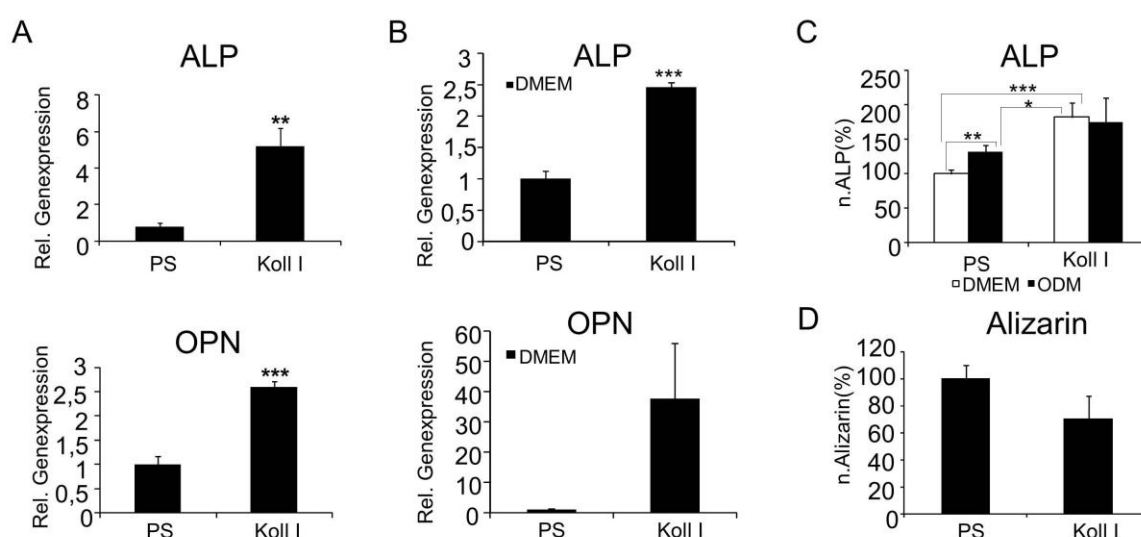 A
ALP
Rel. Genexpression
8
6
4
2
0
**
PS
Koll I
OPN
Rel. Genexpression
3
2,5
2
1,5
1
0,5
0
***
PS
Koll I
B
ALP
Rel. Genexpression
3
2,5
2
1,5
1
0,5
0
DMEM
***
PS
Koll I
OPN
Rel. Genexpression
60
50
40
30
20
10
0
DMEM
PS
Koll I
C
ALP
n.ALP(%)
250
200
150
100
50
0
***
*
**
PS
Koll I
DMEM ODM
D
Alizarin
n.Alizarin(%)
120
100
80
60
40
20
0
PS
Koll I